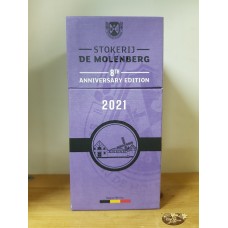 STOKERIJ
DE MOLENBERG
8TH
ANNIVERSARY EDITION
2021